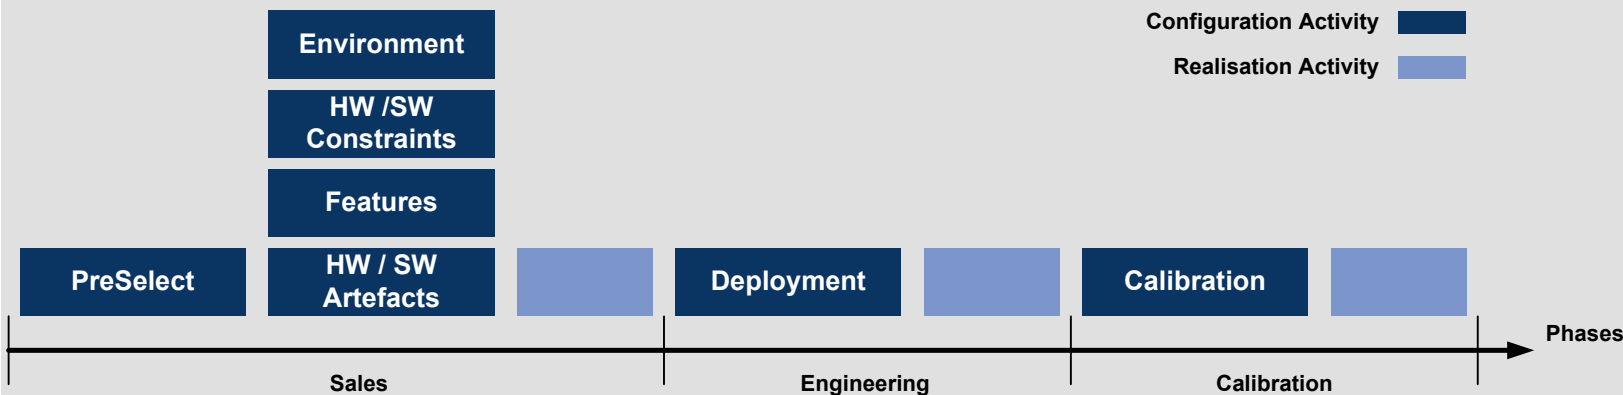 Configuration Activity
Realisation Activity
Environment
HW /SW
Constraints
Features
PreSelect
HW / SW
Artefacts
Deployment
Calibration
Phases
Sales
Engineering
Calibration